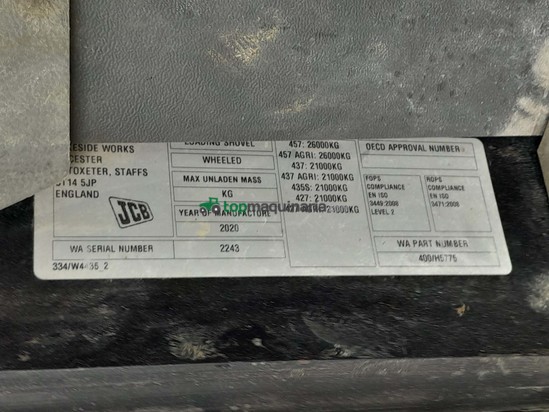 ESIDE WORKS
CESTER
TOXETER, STAFFS
ST14 5JP
ENGLAND
JCB
LOADING SHOVEL
WHEELED
MAX UNLADEN MASS
KG
YEAR OF MANUFACTURE
2020
WA SERIAL NUMBER
2243
334/W4435_2
457: 26000KG
457 AGRI: 26000KG
437: 21000KG
437 AGRI: 21000KG
435S: 21000KG
427: 21000KG
21000KG
OECD APPROVAL NUMBER
FOPS
COMPLIANCE
EN ISO
3449:2008
LEVEL 2
ROPS
COMPLIANCE
EN ISO
3471:2008
WA PART NUMBER
400/H5775
topmaquinaria